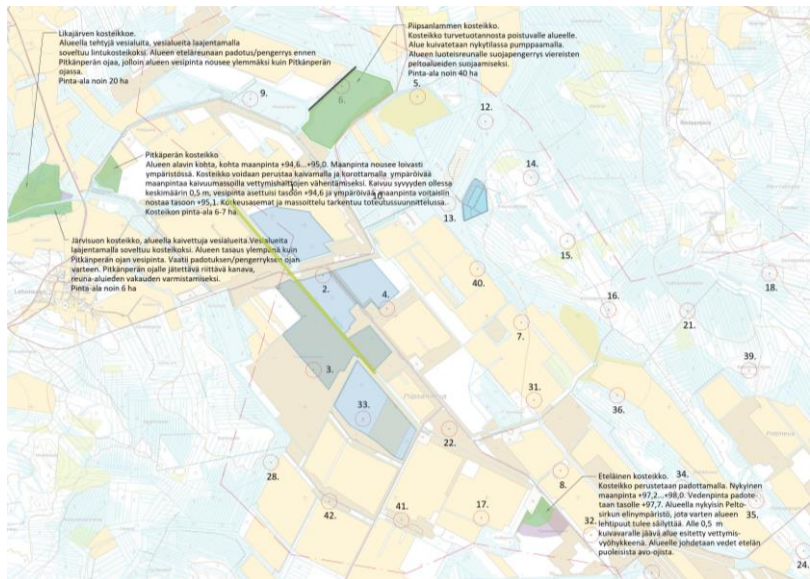 Likajärven kosteikkoe.
Alueella tehtyjä vesialuita, vesialueita laajentamalla
soveltuu lintukosteikoksi. Alueen eteläreunaan padotus/pengerrys ennen
Pitkänperän ojaa, jolloin alueen vesipinta nousee ylemmäksi kuin Pitkänperän
ojassa.
Pinta-ala noin 20 ha
Piipsanlammen kosteikko.
Kosteikko turvetuotannosta poistuvalle alueelle.
Alue kuivatetaan nykytilassa pumppaamalla.
Alueen luoteisreunalle suojapengerrys viereisten
peltoalueiden suojaamiseksi.
Pinta-ala noin 40 ha
9.
6.
5.
12.
Pitkäperän kosteikko
Alueen alavin kohta, kohta maanpinta +94,6...+95,0. Maanpinta nousee loivasti
ympäristössä. Kosteikko voidaan perustaa kaivamalla ja korottamalla ympäröivää
maanpintaa kaivuumassoilla vettymishaittojen vähentämiseksi. Kaivuu syvyyden ollessa
keskimäärin 0,5 m, vesipinta asettuisi tasoon +94,6 ja ympäröivää maanpinta voitaisiin
nostaa tasoon +95,1. Korkeusasemat ja massoittelu tarkentuu toteutussuunnittelussa.
Kosteikon pinta-ala 6-7 ha
14.
13.
Järvisuon kosteikko, alueella kaivettuja vesialueita. Vesialueita
laajentamalla soveltuu kosteikoksi. Alueen tasaus ylempänä kuin
Pitkänperän ojan vesipinta. Vaatii padotuksen/pengerryksen ojan
varteen. Pitkänperän ojalle jätettävä riittävä kanava,
reuna-aluieden vakauden varmistamiseksi.
Pinta-ala noin 6 ha
15.
2.
40.
18.
4.
16.
21.
7.
3.
39.
33.
31.
36.
22.
28.
8.
34.
Eteläinen kosteikko.
Kosteikko perustetaan padottamalla. Nykyinen
maanpinta +97,2...+98,0. Vedenpinta padote-
taan tasolle +97,7. Alueella nykyisin Pelto-
sirkun elinympäristö, jota varten alueen
lehtipuut tulee säilyttää. Alle 0,5 m
kuivavaralle jäävä alue esitetty vettymis-
vyöhykkeenä. Alueelle johdetaan vedet etelän
puoleisista avo-ojista.
42.
41.
17.
32.
35.
24.